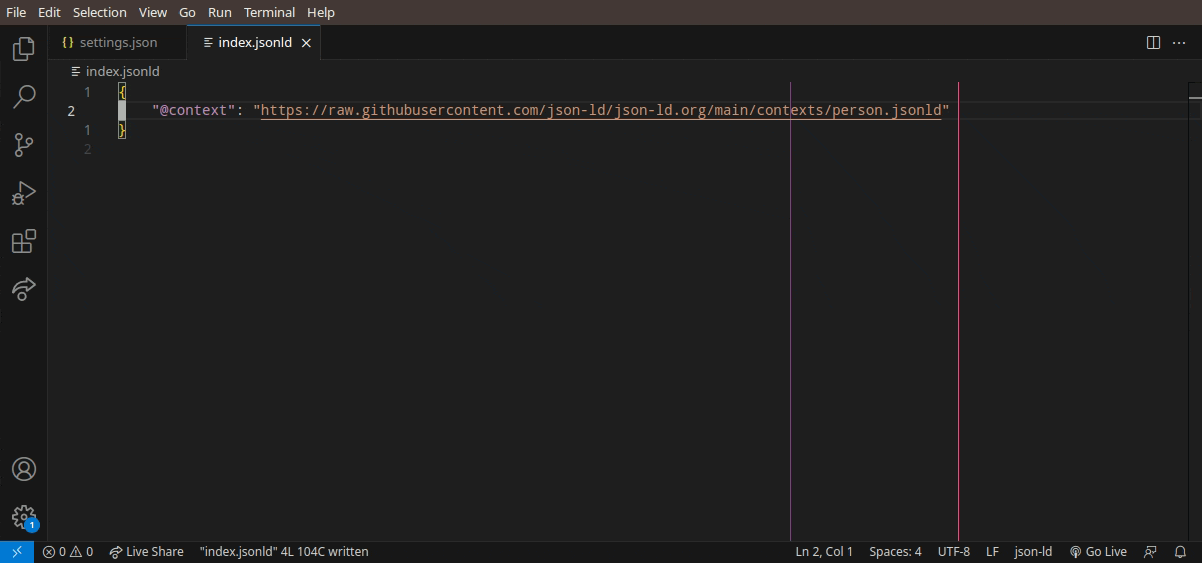 File Edit Selection View Go Run Terminal Help
{} settings.json index.jsonld
index.jsonld
1 {
2 "@context": "https://raw.githubusercontent.com/json-ld/json-ld.org/main/contexts/person.jsonld"
1 }
2
1
0 0 Live Share "index.jsonld" 4L 104C written Ln 2, Col 1 Spaces: 4 UTF-8 LF json-ld Go Live